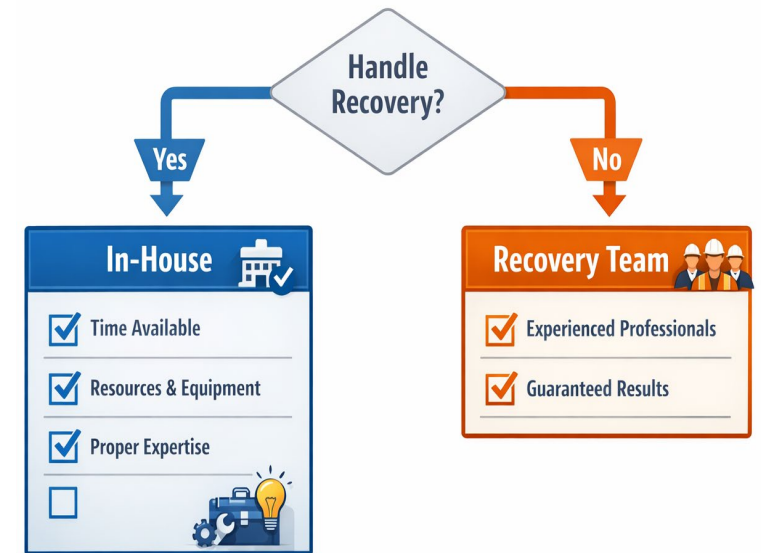 Handle
Recovery?
Yes
No
In-House
Recovery Team
Time Available
Resources & Equipment
Proper Expertise
Experienced Professionals
Guaranteed Results